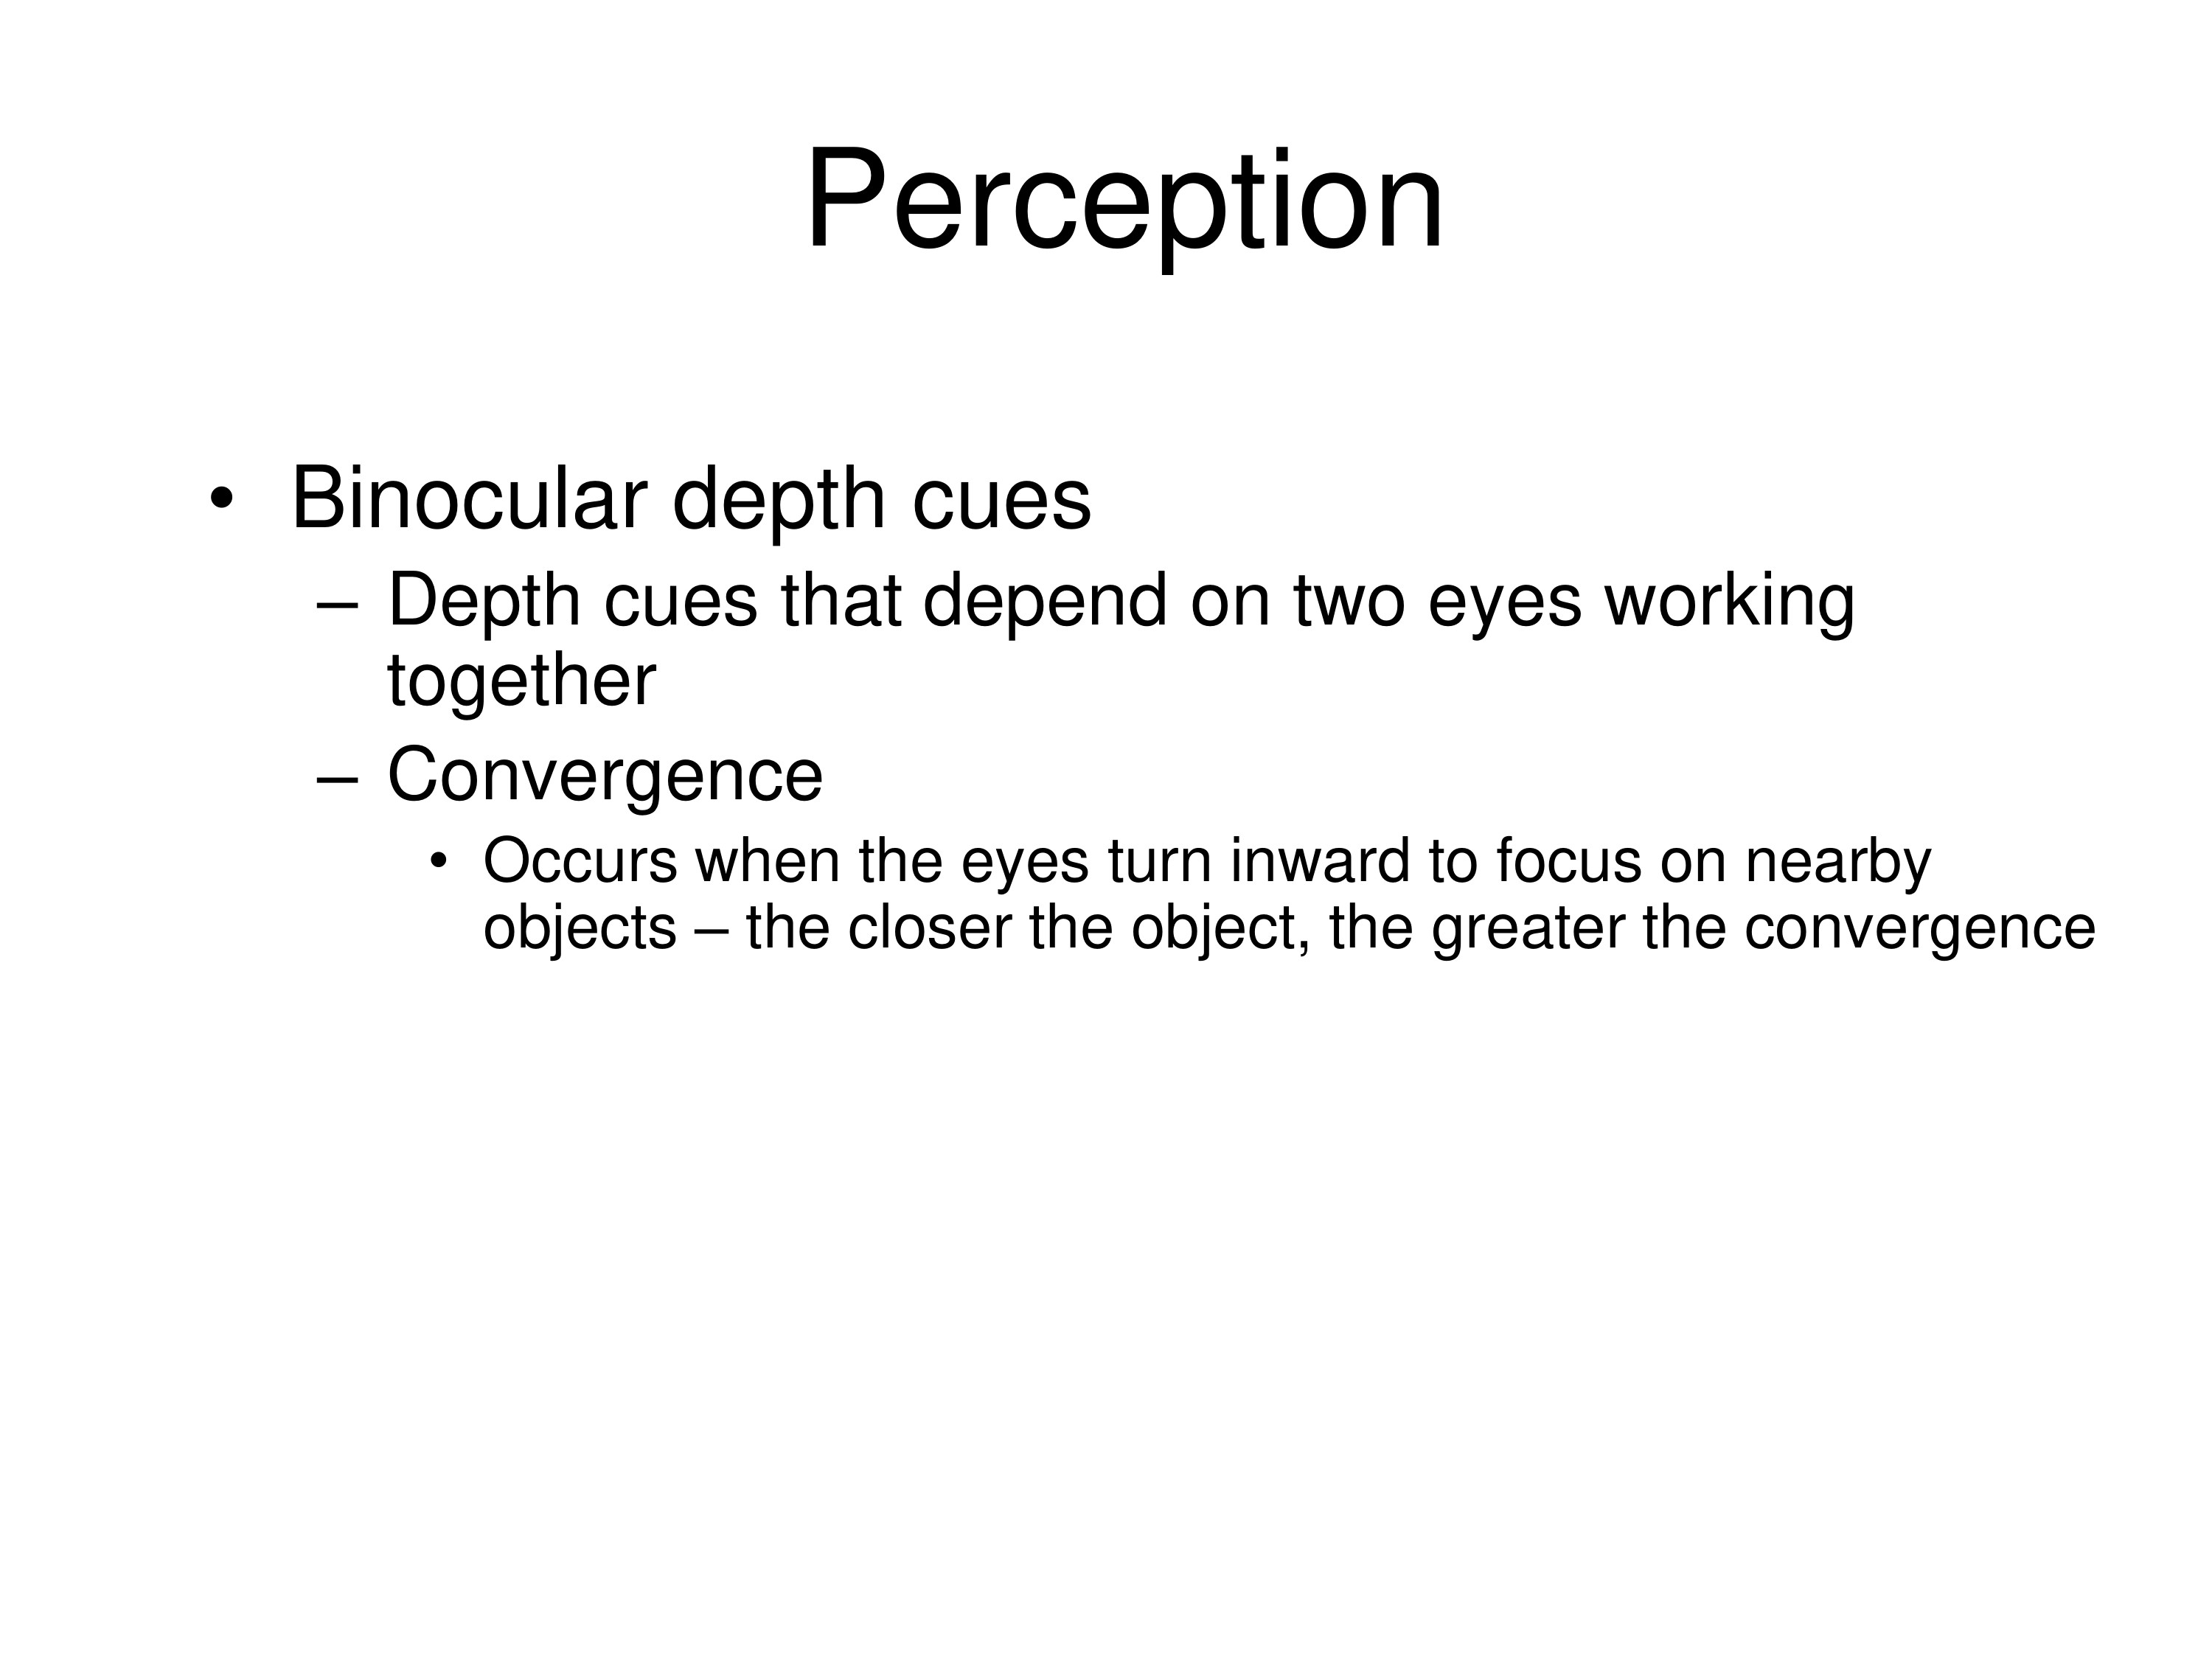 Perception
• Binocular depth cues
– Depth cues that depend on two eyes working
together
– Convergence
• Occurs when the eyes turn inward to focus on nearby
objects – the closer the object, the greater the convergence